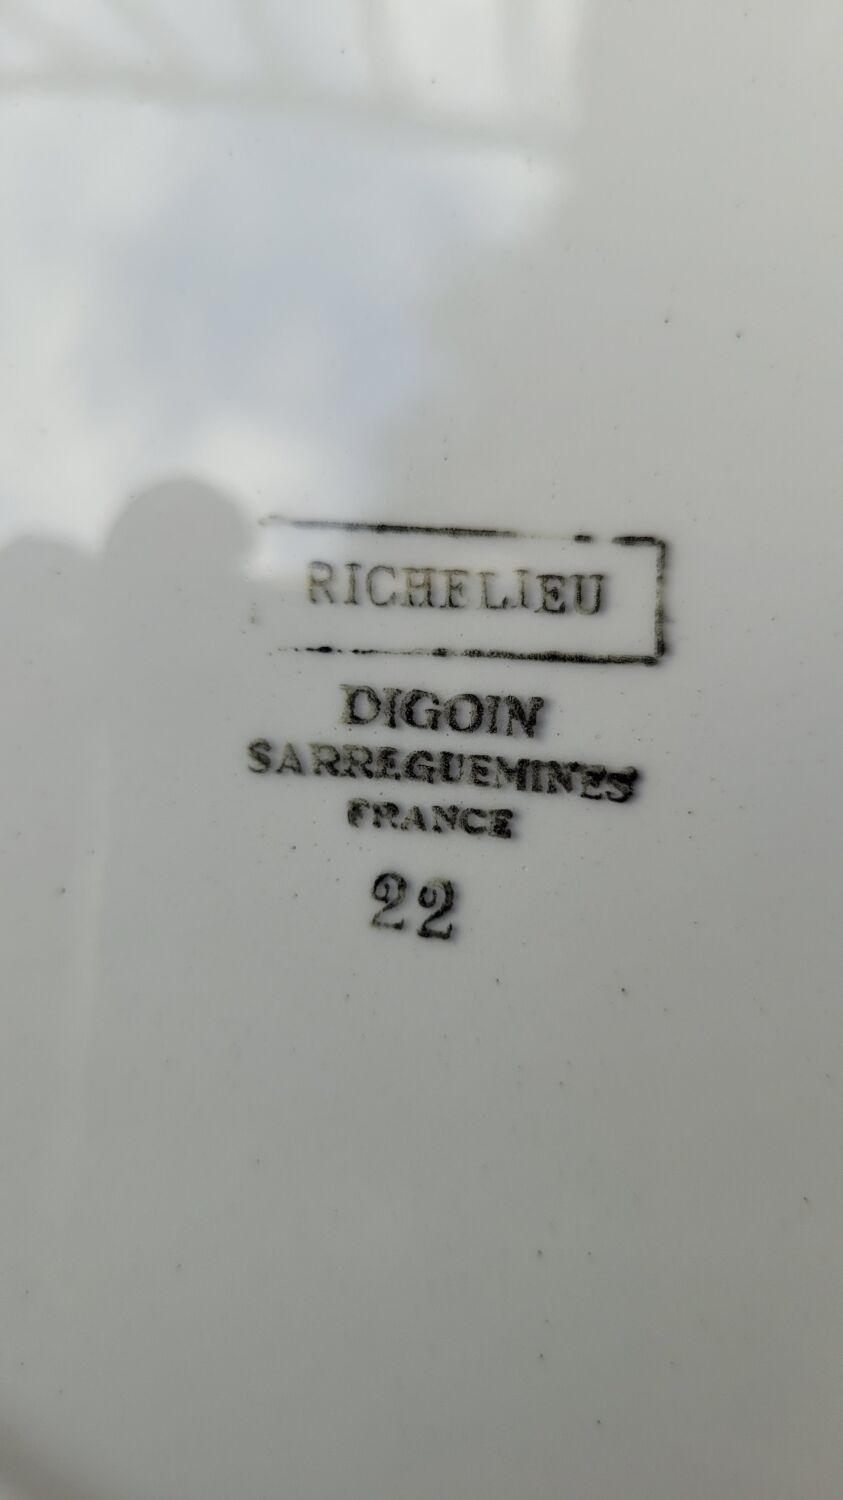 RICHELIEU
DIGOIN
SARREGUEMINES
FRANCE
22